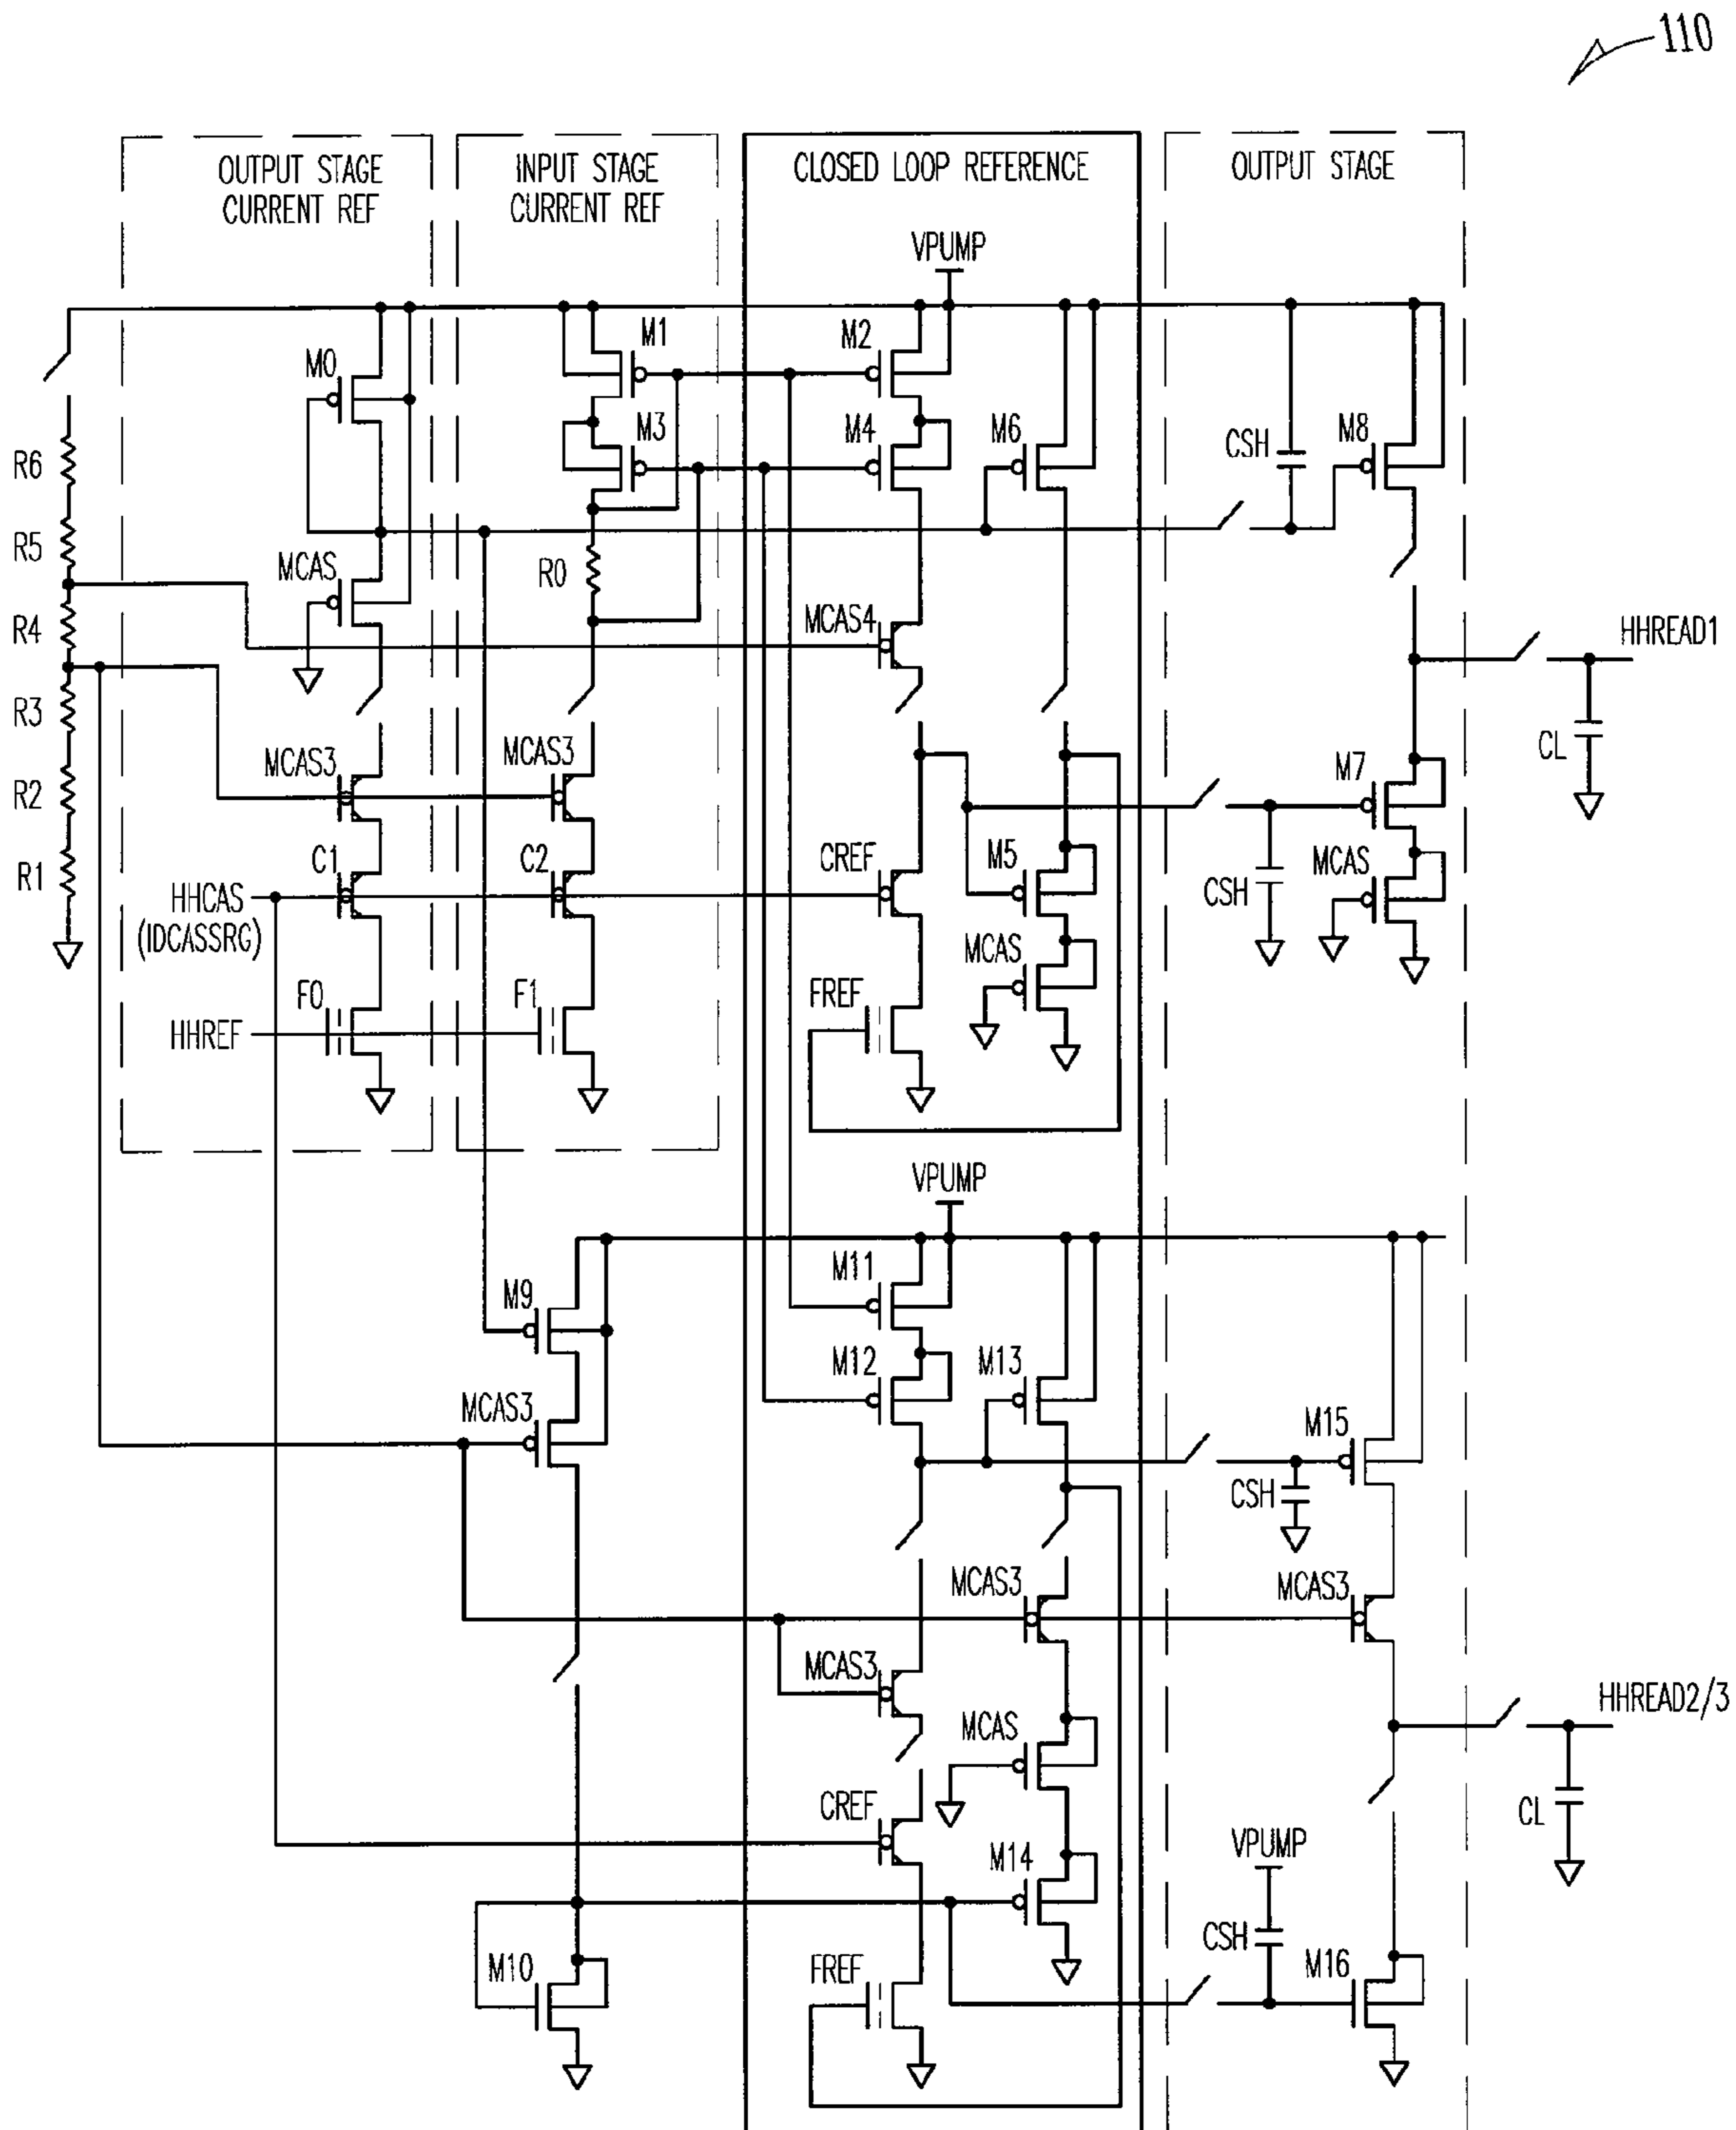 110
OUTPUT STAGE
CURRENT REF
INPUT STAGE
CURRENT REF
CLOSED LOOP REFERENCE
OUTPUT STAGE
VPUMP
M0
M1
M2
M3
M4
M6
CSH
M8
R6
R5
R4
R3
R2
R1
MCAS
R0
MCAS4
HHREAD1
CL
MCAS3
MCAS3
M7
C1
C2
CREF
M5
CSH
MCAS
HHCAS
(IDCASSRG)
MCAS
F0
F1
FREF
HHREF
VPUMP
M9
M11
M12
M13
MCAS3
M15
CSH
MCAS3
MCAS3
MCAS3
MCAS
HHREAD2/3
CL
CREF
M14
VPUMP
CSH
M10
FREF
M16